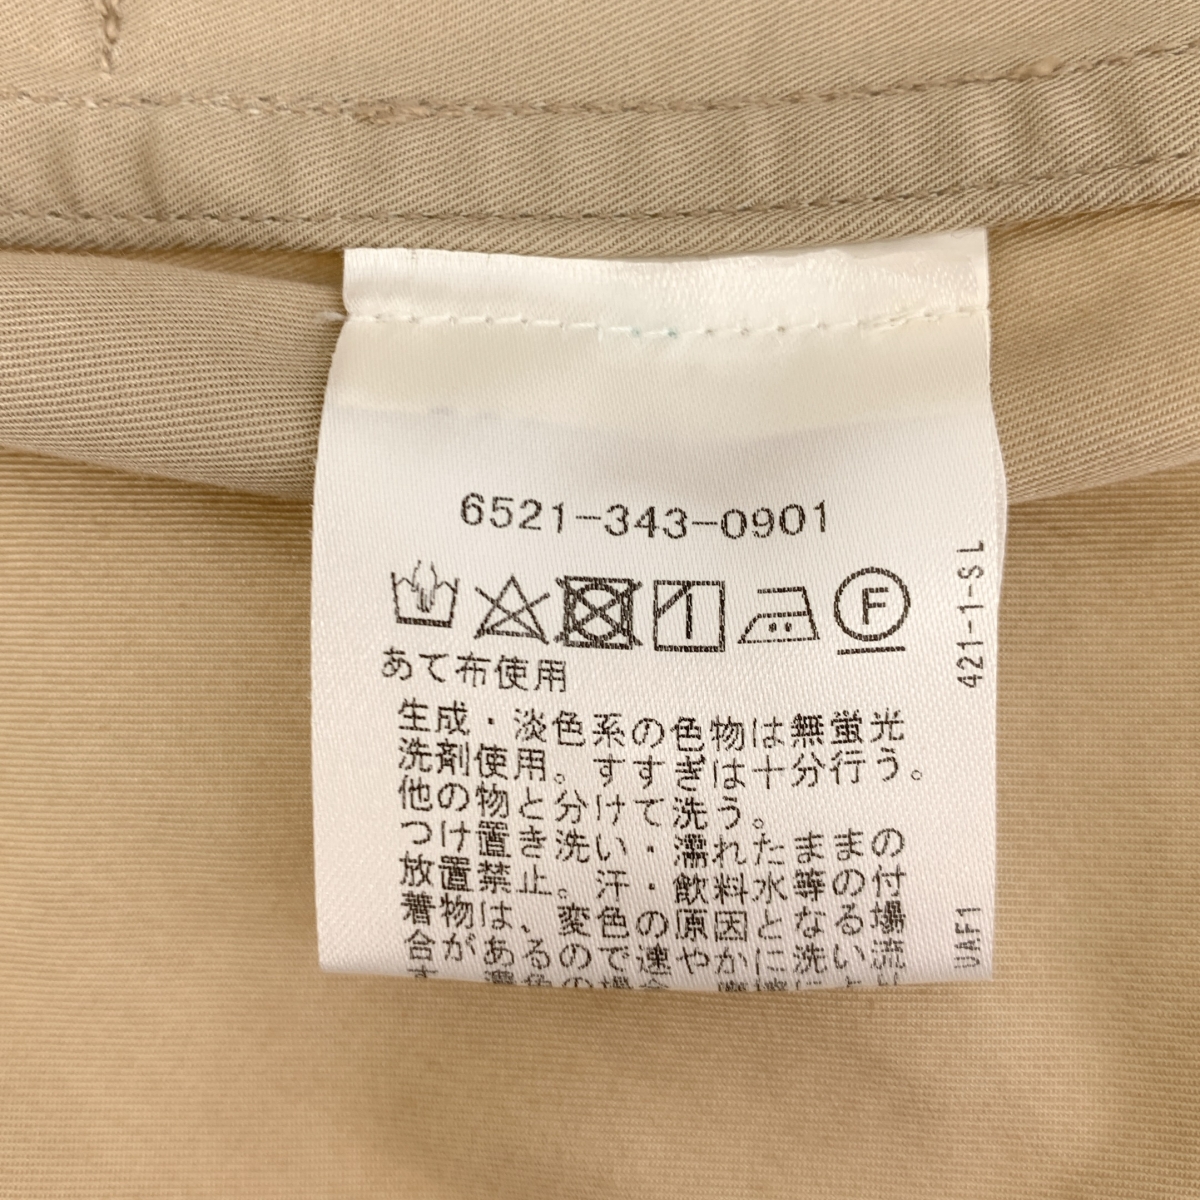 6521-343-0901
F
あて布使用
生成・淡色系の色物は無蛍光
洗剤使用。すすぎは十分行う。
他の物と分けて洗う。
つけ置き洗い・濡れたままの
放置禁止。汗・飲料水等の付
着物は、変色の原因となる場
合があるので速やかに洗い流
421-1-SL
UAF1